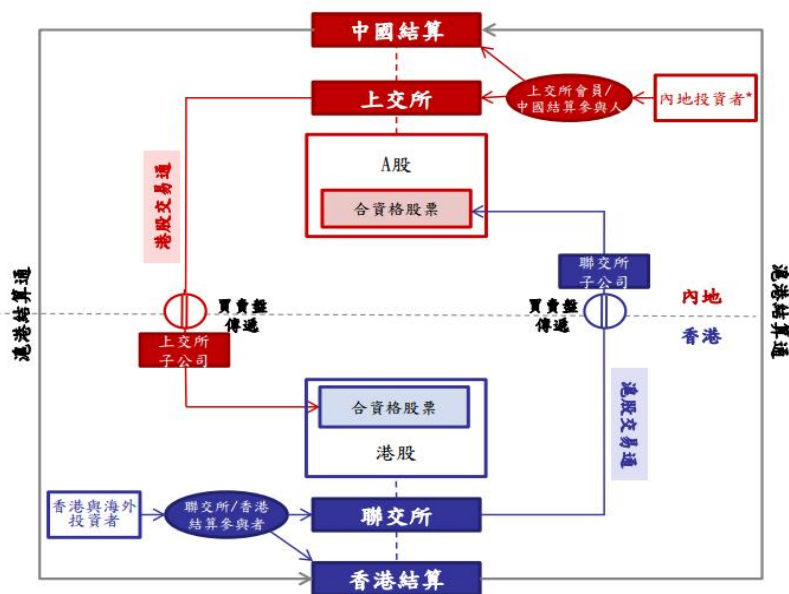 中國結算
上交所
上交所會員/
中國結算參與人
內地投資者*
A股
合資格股票
港股交易通
聯交所
子公司
滬港結算通
買賣盤
傳遞
買賣盤
傳遞
內地
香港
滬港結算通
上交所
子公司
合資格股票
港股
滬股交易通
香港與海外
投資者
聯交所/香港
結算參與者
聯交所
香港結算